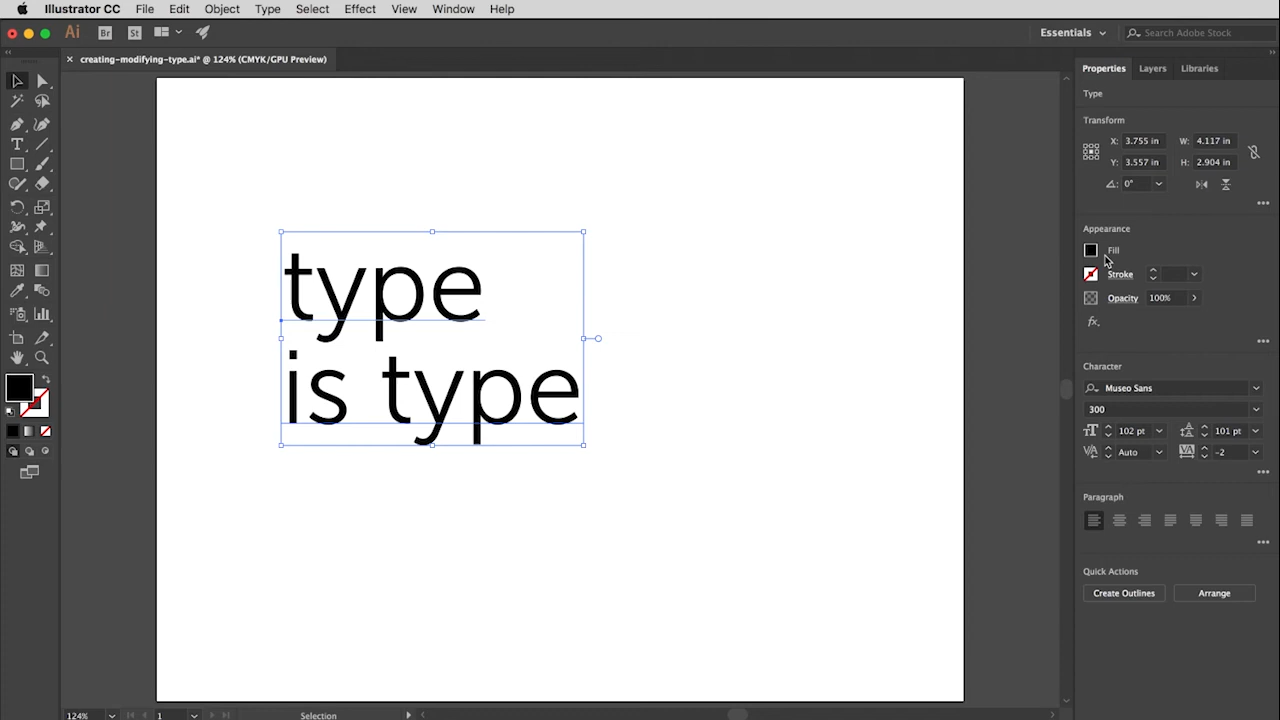 Illustrator CC File Edit Object Type Select Effect View Window Help
Ai Br St Essentials Search Adobe Stock
creating-modifying-type.ai* @ 124% (CMYK/GPU Preview)
Properties Layers Libraries
Type
Transform
X: 3.755 in W: 4.117 in
Y: 3.557 in H: 2.904 in
0°
Appearance
Fill
Stroke
Opacity 100%
fx.
type
is type
Character
Museo Sans
300
102 pt 101 pt
Auto -2
Paragraph
Quick Actions
Create Outlines Arrange
124% 1 Selection